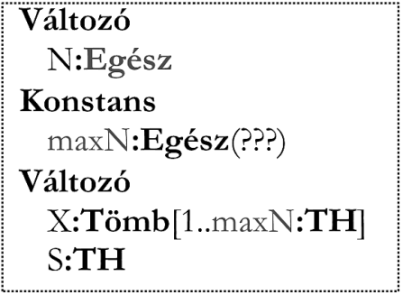 Változó
N:Egész
Konstans
maxN:Egész(???)
Változó
X:Tömb[1..maxN:TH]
S:TH